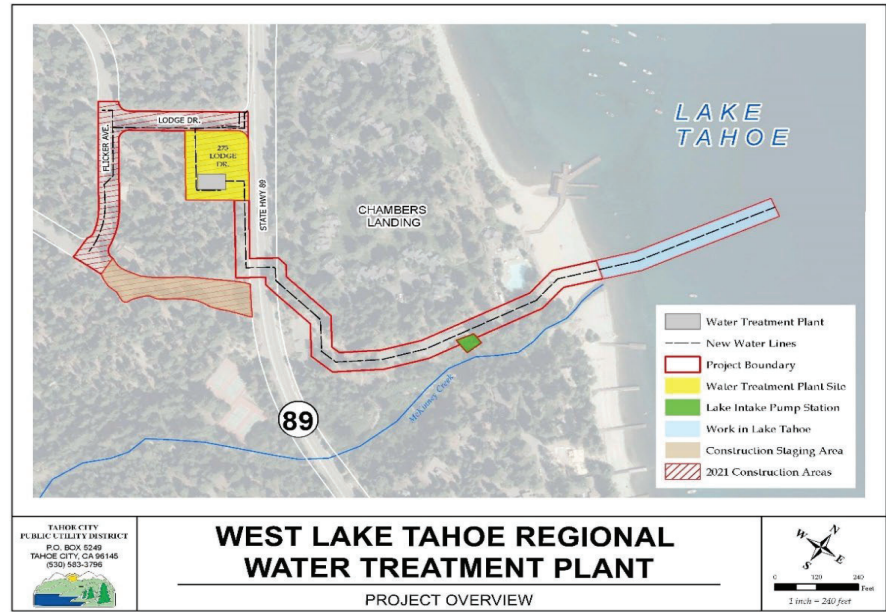 LAKE
TAHOE
LODGE DR.
FLICKER AVE.
270
LODGE
DR.
STATE HWY 89
CHAMBERS
LANDING
McKinney Creek
89
Water Treatment Plant
New Water Lines
Project Boundary
Water Treatment Plant Site
Lake Intake Pump Station
Work in Lake Tahoe
Construction Staging Area
2021 Construction Areas
TAHOE CITY
PUBLIC UTILITY DISTRICT
P.O. BOX 5249
TAHOE CITY, CA 96145
(530) 583-3796
WEST LAKE TAHOE REGIONAL
WATER TREATMENT PLANT
PROJECT OVERVIEW
N
W
E
S
0 120 240
Feet
1 inch = 240 feet